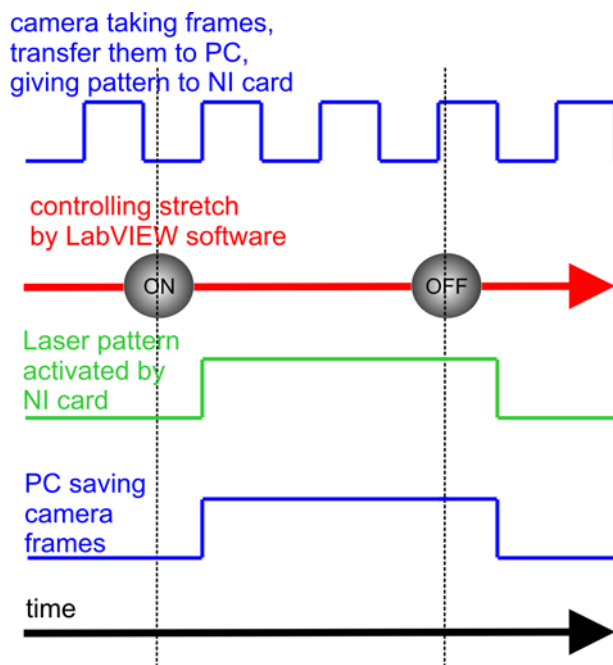 camera taking frames,
transfer them to PC,
giving pattern to NI card
controlling stretch
by LabVIEW software
ON
OFF
Laser pattern
activated by
NI card
PC saving
camera
frames
time